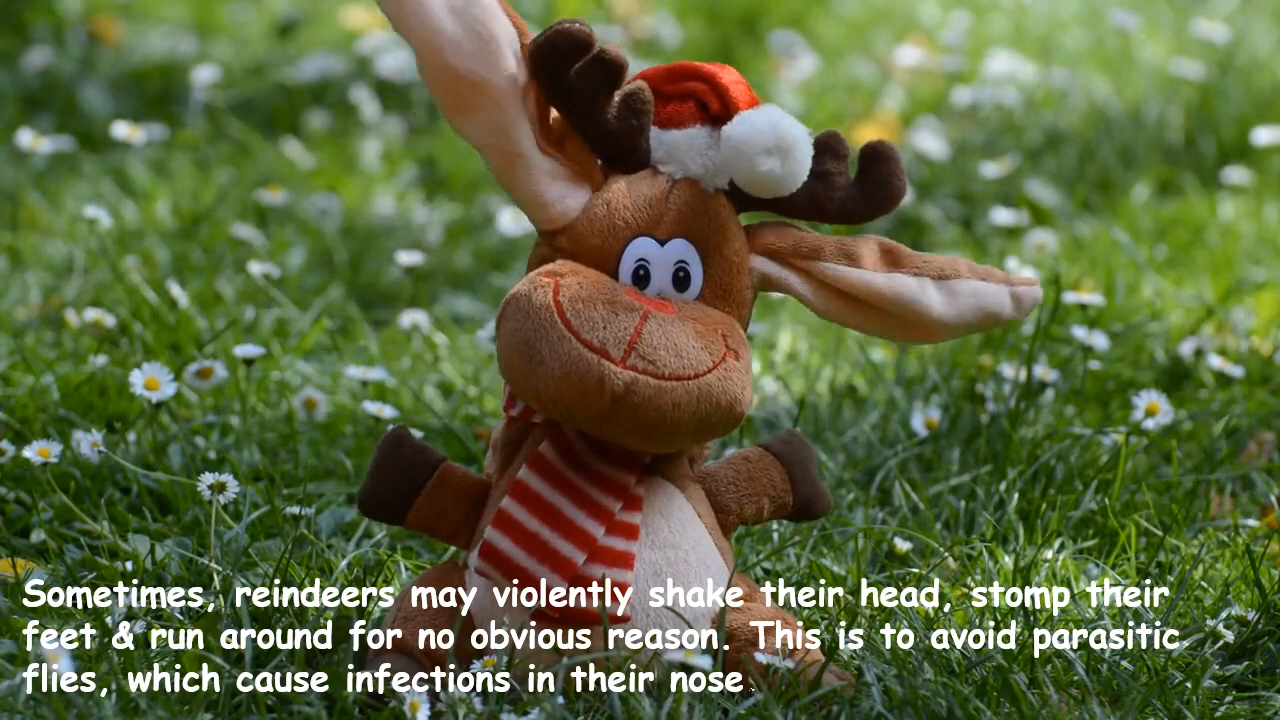 Sometimes, reindeers may violently shake their head, stomp their
feet & run around for no obvious reason. This is to avoid parasitic
flies, which cause infections in their nose.